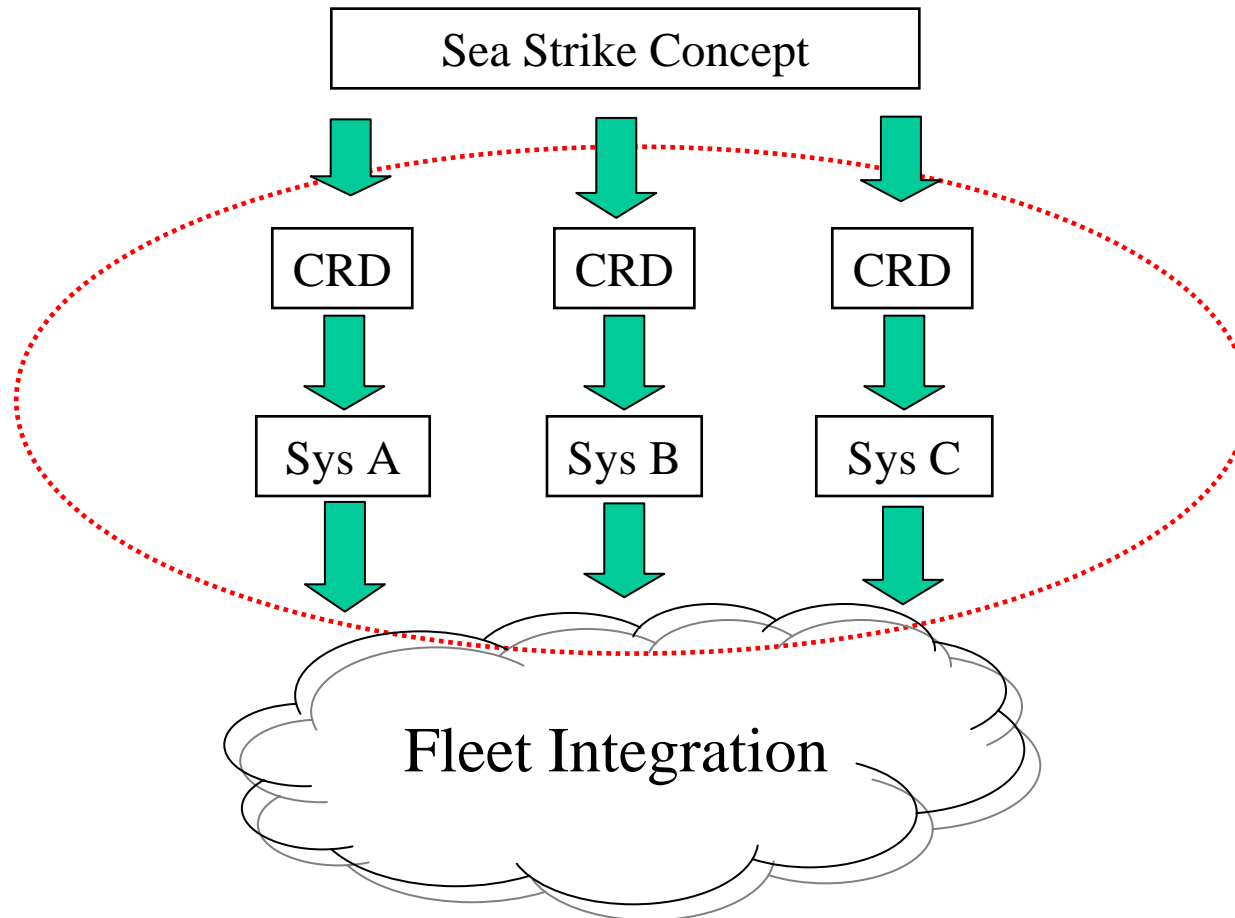 Sea Strike Concept
CRD
CRD
CRD
Sys A
Sys B
Sys C
Fleet Integration